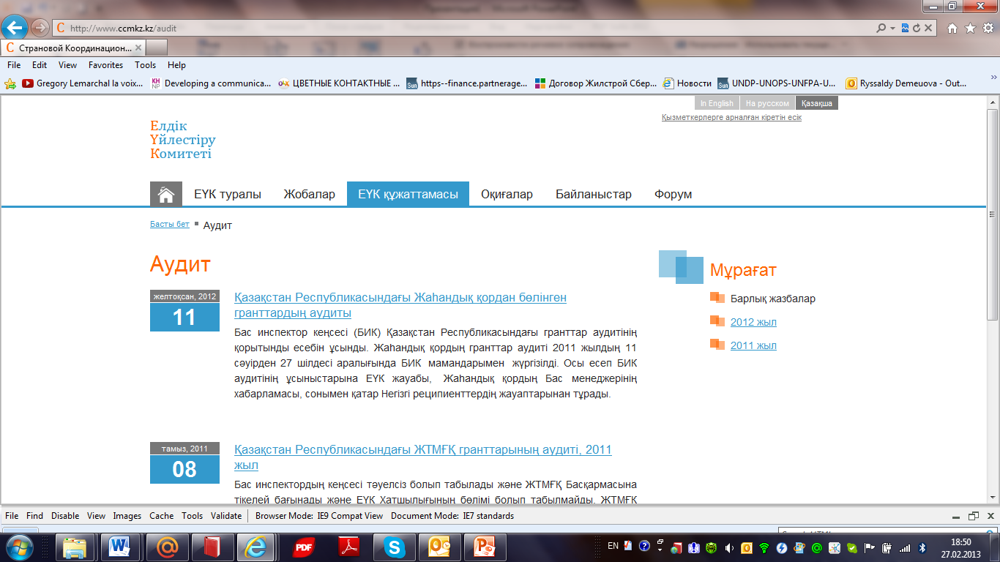 http://www.ccmkz.kz/audit
Страновой Координацион...
File Edit View Favorites Tools Help
Gregory Lemarchal la voix... Developing a communica... ЦВЕТНЫЕ КОНТАКТНЫЕ ... https--finance.partnerage... Договор Жилстрой Сбер... Новости UNDP-UNOPS-UNFPA-U... Ryssaldy Demeuova - Out...
In English На русском Қазақша
Қызметкерлерге арналған кіретін есік
Елдік
Үйлестіру
Комитеті
ЕҮК туралы Жобалар ЕҮК құжаттамасы Оқиғалар Байланыстар Форум
Басты бет Аудит
Аудит
желтоқсан, 2012
11
Қазақстан Республикасындағы Жаһандық қордан бөлінген
гранттардың аудиты
Бас инспектор кеңсесі (БИК) Қазақстан Республикасындағы гранттар аудитінің
қорытынды есебін ұсынды. Жаһандық қордың гранттар аудиті 2011 жылдың 11
сәуірден 27 шілдесі аралығында БИК мамандарымен жүргізілді. Осы есеп БИК
аудитінің ұсыныстарына ЕҮК жауабы, Жаһандық қордың Бас менеджерінің
хабарламасы, сонымен қатар Негізгі реципиенттердің жауаптарынан тұрады.
тамыз, 2011
08
Қазақстан Республикасындағы ЖТМҒҚ гранттарының аудиті, 2011
жыл
Бас инспектордың кеңсесі тәуелсіз болып табылады және ЖТМҒҚ Басқармасына
тікелей бағынады және ЕҮК Хатшылығының бөлімі болып табылмайды. ЖТМҒҚ
Мұрағат
Барлық жазбалар
2012 жыл
2011 жыл
File Find Disable View Images Cache Tools Validate Browser Mode: IE9 Compat View Document Mode: IE7 standards
EN
18:50
27.02.2013